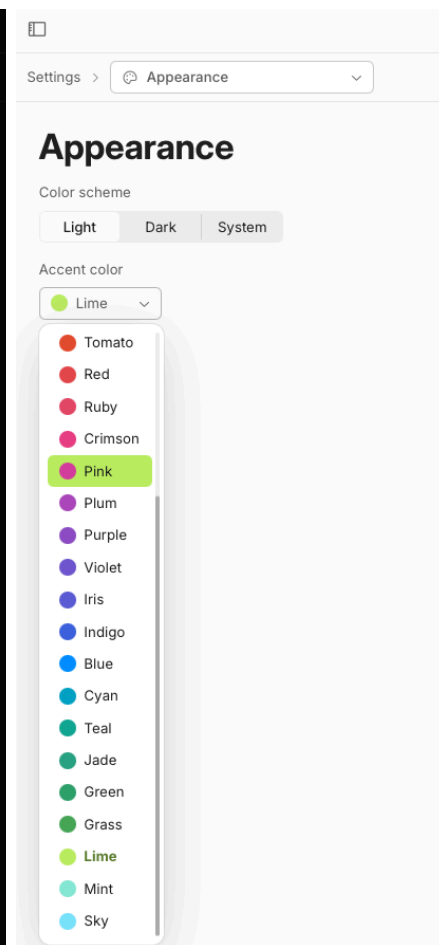 Settings > Appearance
Appearance
Color scheme
Light Dark System
Accent color
Lime
Tomato
Red
Ruby
Crimson
Pink
Plum
Purple
Violet
Iris
Indigo
Blue
Cyan
Teal
Jade
Green
Grass
Lime
Mint
Sky